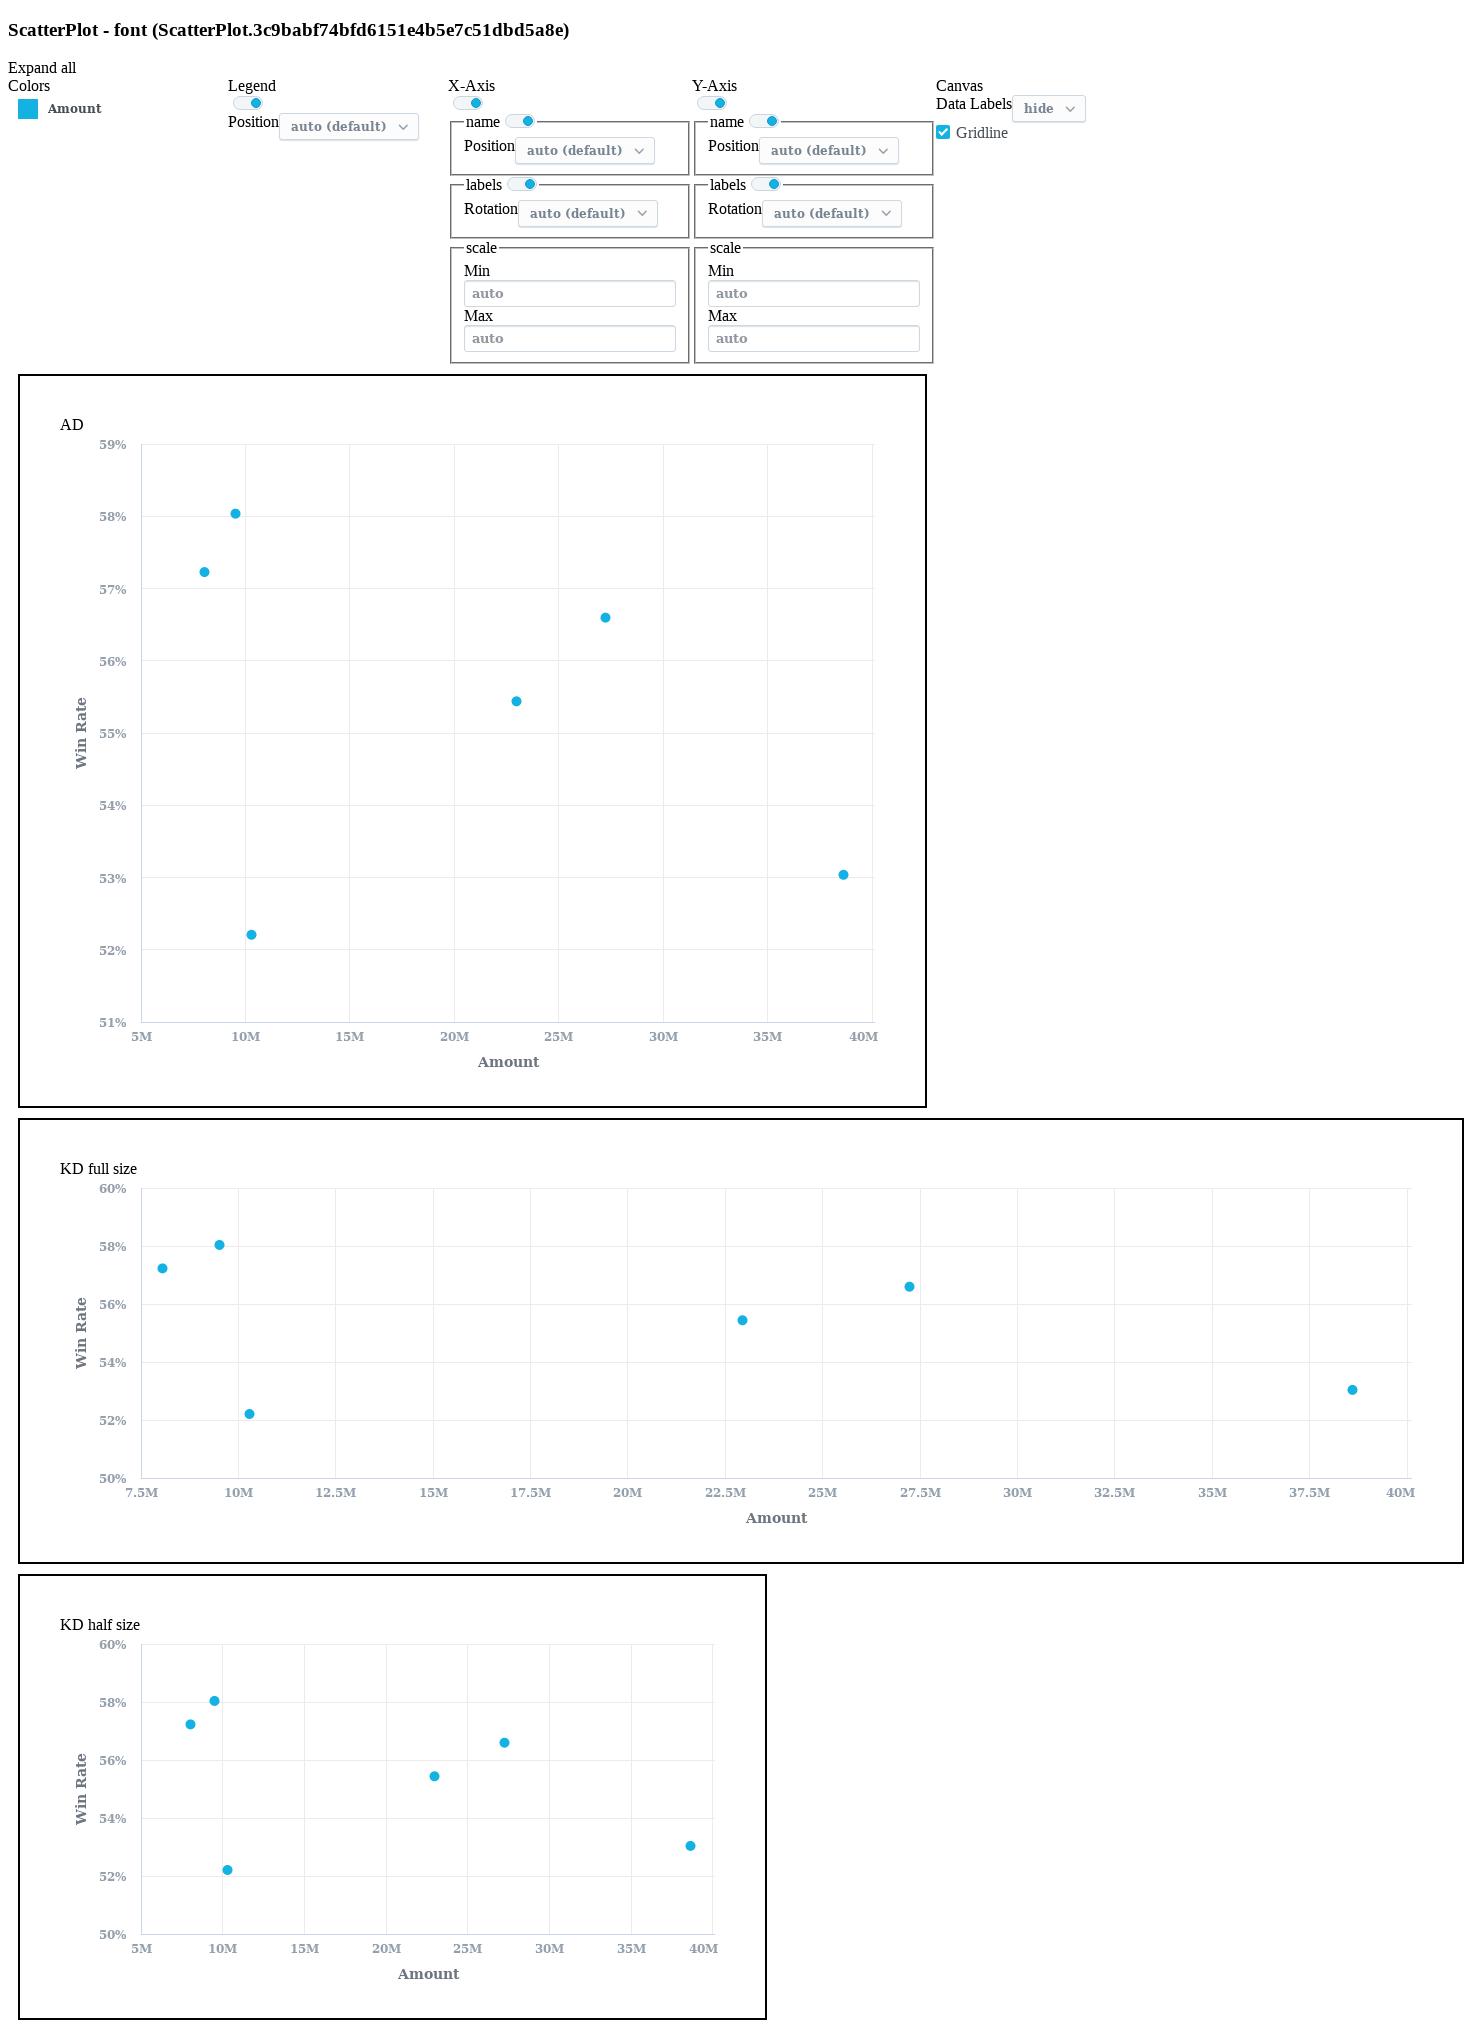 ScatterPlot - font (ScatterPlot.3c9babf74bfd6151e4b5e7c51dbd5a8e)
Expand all
Colors
Amount
Legend
Position auto (default)
X-Axis
name
Position auto (default)
labels
Rotation auto (default)
scale
Min
auto
Max
auto
Y-Axis
name
Position auto (default)
labels
Rotation auto (default)
scale
Min
auto
Max
auto
Canvas
Data Labels hide
Gridline
AD
59%
58%
57%
56%
55%
54%
53%
52%
51%
Win Rate
5M 10M 15M 20M 25M 30M 35M 40M
Amount
KD full size
60%
58%
56%
54%
52%
50%
Win Rate
7.5M 10M 12.5M 15M 17.5M 20M 22.5M 25M 27.5M 30M 32.5M 35M 37.5M 40M
Amount
KD half size
60%
58%
56%
54%
52%
50%
Win Rate
5M 10M 15M 20M 25M 30M 35M 40M
Amount